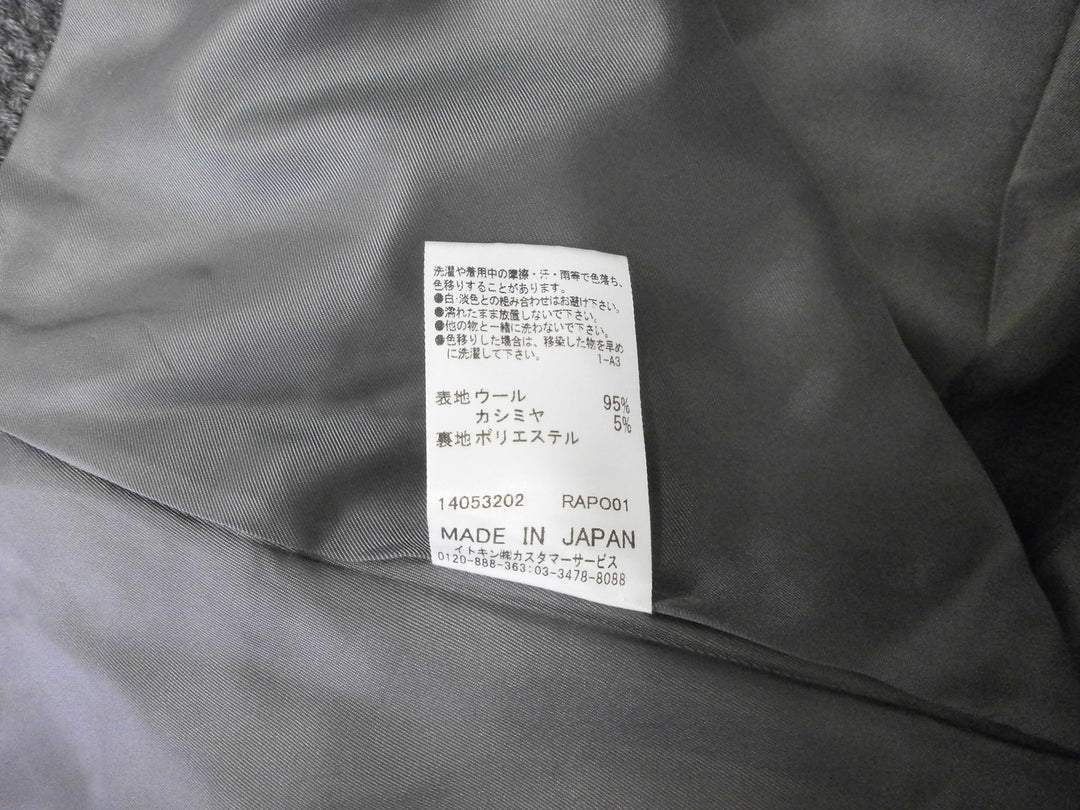 洗濯や着用中の摩擦・汗・雨等で色落ち、
色移りすることがあります。
●白・淡色との組み合わせはお避け下さい。
●濡れたまま放置しないで下さい。
●他の物と一緒に洗わないで下さい。
●色移りした場合は、移染した物を早め
に洗濯して下さい。 1-A3
表地 ウール 95%
カシミヤ 5%
裏地 ポリエステル
14053202 RAPO01
MADE IN JAPAN
イトキン㈱カスタマーサービス
0120-888-363:03-3478-8088